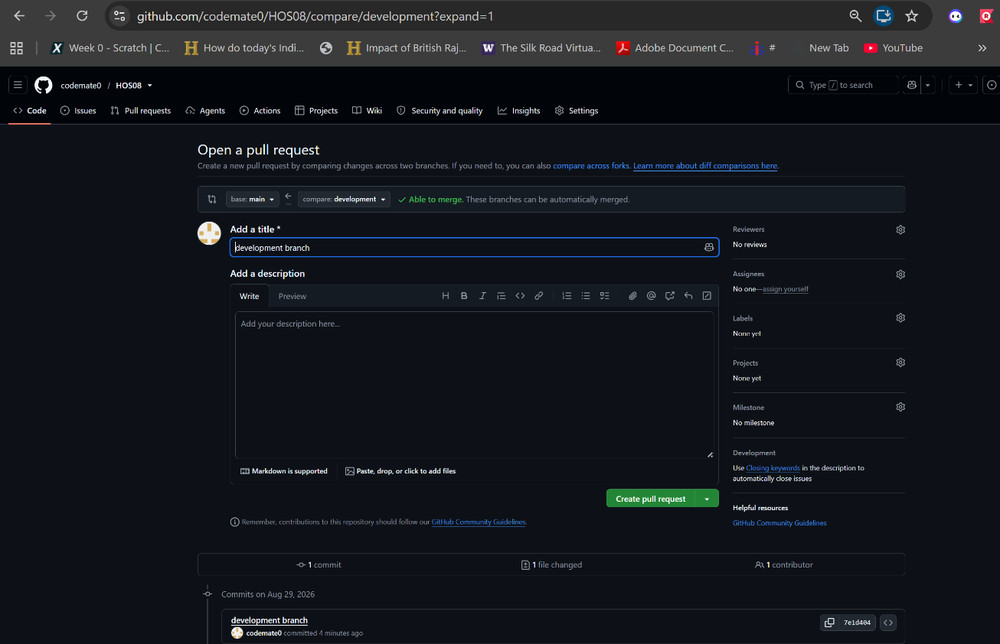 github.com/codemate0/HOS08/compare/development?expand=1
Week 0 - Scratch | C... How do today's Indi... Impact of British Raj... W The Silk Road Virtua... Adobe Document C... # New Tab YouTube »
codemate0 / HOS08 Type / to search
Code Issues Pull requests Agents Actions Projects Wiki Security and quality Insights Settings
Open a pull request
Create a new pull request by comparing changes across two branches. If you need to, you can also compare across forks. Learn more about diff comparisons here.
base: main ← ... compare: development ✓ Able to merge. These branches can be automatically merged.
Add a title *
development branch
Add a description
Write Preview
Add your description here...
Markdown is supported Paste, drop, or click to add files
Create pull request
Remember, contributions to this repository should follow our GitHub Community Guidelines.
Reviewers
No reviews
Assignees
No one—assign yourself
Labels
None yet
Projects
None yet
Milestone
No milestone
Development
Use Closing keywords in the description to
automatically close issues
Helpful resources
GitHub Community Guidelines
1 commit 1 file changed 1 contributor
Commits on Aug 29, 2026
development branch
codemate0 committed 4 minutes ago
7e1d404